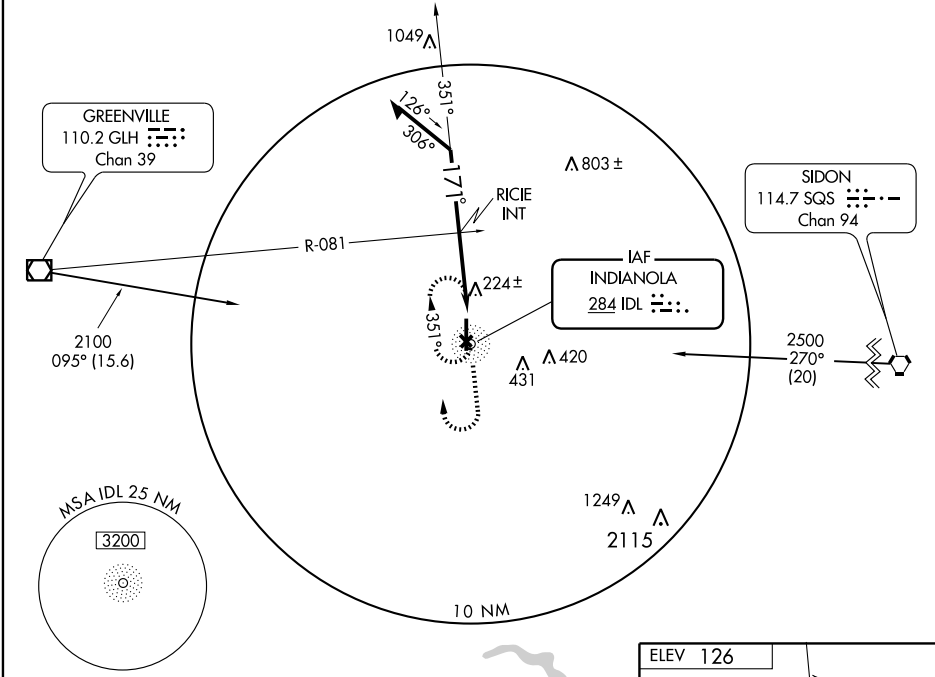 1049
351°
126°
306°
GREENVILLE
110.2 GLH
Chan 39
171°
803 ±
SIDON
114.7 SQS
Chan 94
RICIE
INT
R-081
IAF
INDIANOLA
284 IDL
224 ±
351°
2100
095° (15.6)
2500
270°
(20)
420
431
MSA IDL 25 NM
3200
1249
2115
10 NM
ELEV 126